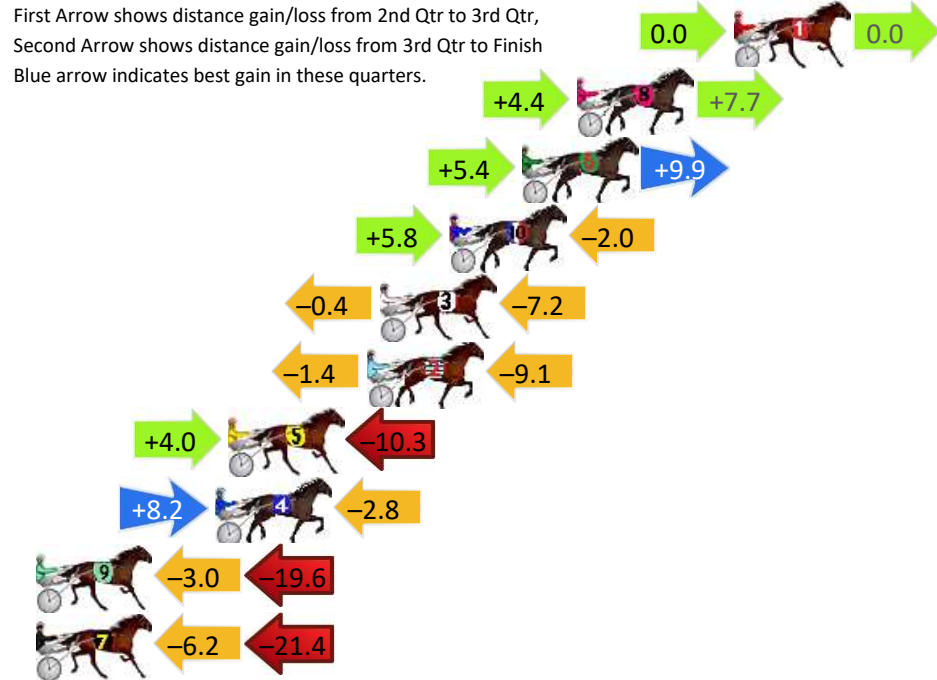 First Arrow shows distance gain/loss from 2nd Qtr to 3rd Qtr,
Second Arrow shows distance gain/loss from 3rd Qtr to Finish
Blue arrow indicates best gain in these quarters.
0.0 1 0.0
+4.4 8 +7.7
+5.4 +9.9
+5.8 10 –2.0
–0.4 3 –7.2
–1.4 –9.1
+4.0 5 –10.3
+8.2 4 –2.8
9 –3.0 –19.6
7 –6.2 –21.4